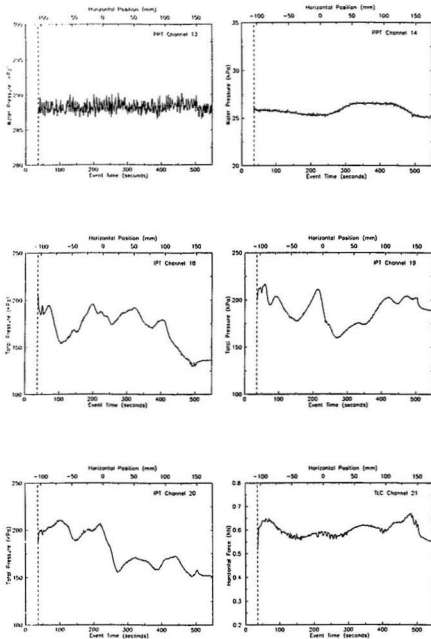 Horizontal Position (mm)
-100 -50 0 50 100 150
PPT Channel 13
Water Pressure (kPa)
295
290
285
280
0 100 200 300 400 500
Event Time (seconds)
Horizontal Position (mm)
-100 -50 0 50 100 150
PPT Channel 14
Water Pressure (kPa)
35
30
25
20
0 100 200 300 400 500
Event Time (seconds)
Horizontal Position (mm)
-100 -50 0 50 100 150
IPT Channel 18
Total Pressure (kPa)
250
200
150
100
0 100 200 300 400 500
Event Time (seconds)
Horizontal Position (mm)
-100 -50 0 50 100 150
IPT Channel 19
Total Pressure (kPa)
250
200
150
100
0 100 200 300 400 500
Event Time (seconds)
Horizontal Position (mm)
-100 -50 0 50 100 150
IPT Channel 20
Total Pressure (kPa)
250
200
150
100
0 100 200 300 400 500
Event Time (seconds)
Horizontal Position (mm)
-100 -50 0 50 100 150
TLC Channel 21
Horizontal Force (kN)
0.8
0.7
0.6
0.5
0.4
0.3
0.2
0 100 200 300 400 500
Event Time (seconds)